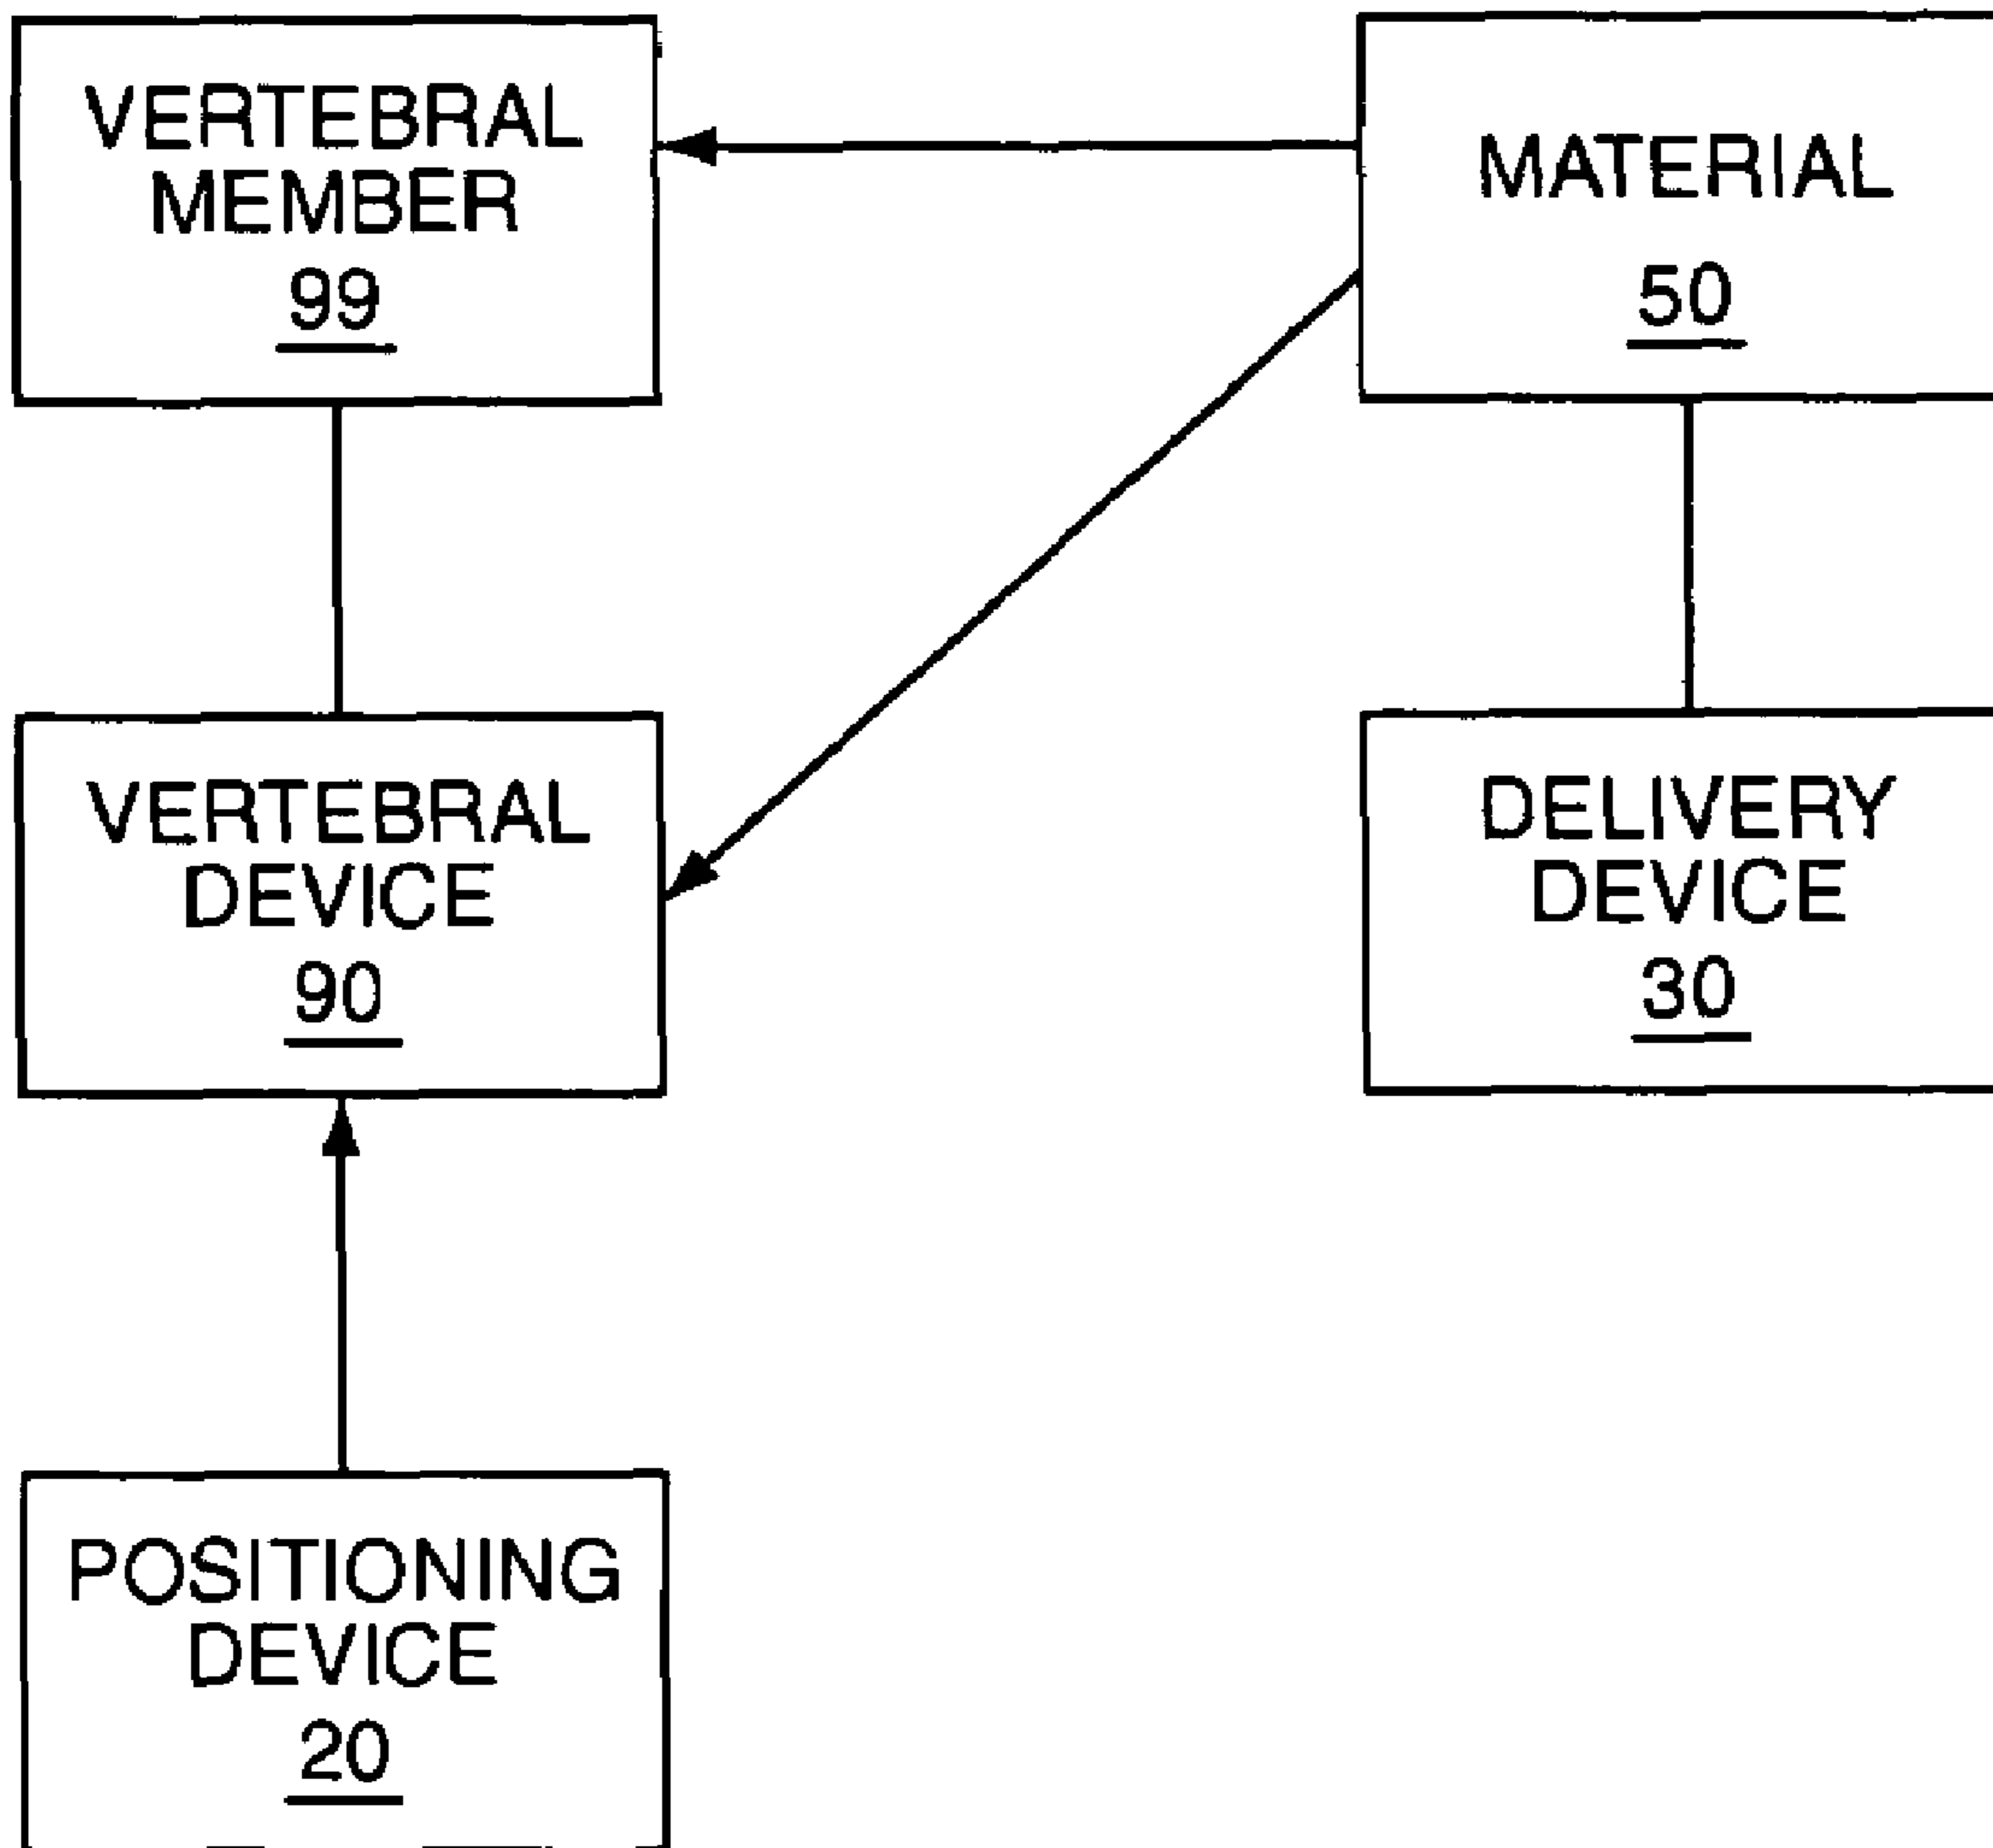 VERTEBRAL
MEMBER
99
MATERIAL
50
VERTEBRAL
DEVICE
90
DELIVERY
DEVICE
30
POSITIONING
DEVICE
20